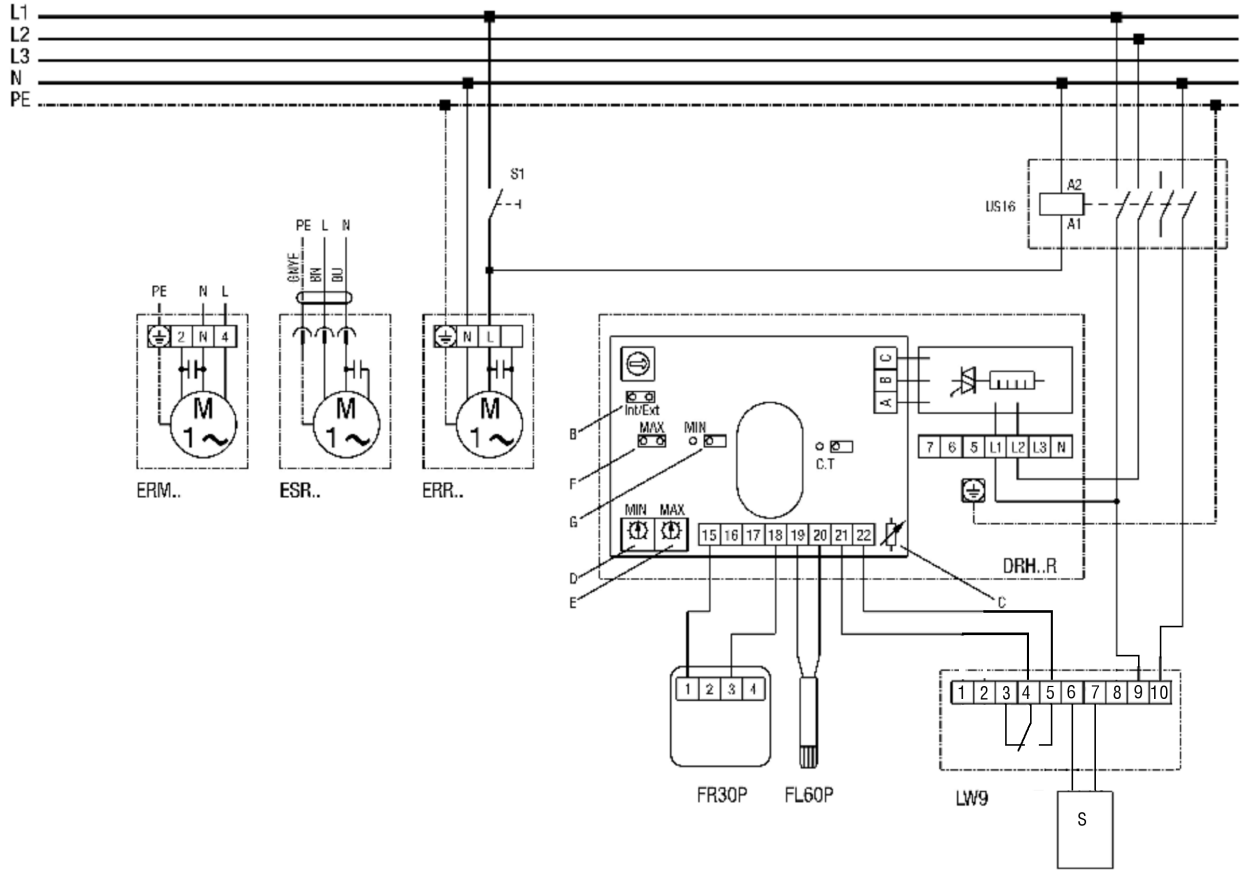 L1
L2
L3
N
PE
S1
A2
US16
A1
PE L N
GNYE BN BU
PE N L
2 N 4
N L
M
1~
M
1~
M
1~
ERM..
ESR..
ERR..
Int/Ext
B
MAX
MIN
C.T
F
G
C
B
A
7 6 5 L1 L2 L3 N
MIN MAX
15 16 17 18 19 20 21 22
DRH..R
D
E
C
1 2 3 4
1 2 3 4 5 6 7 8 9 10
FR30P
FL60P
LW9
S